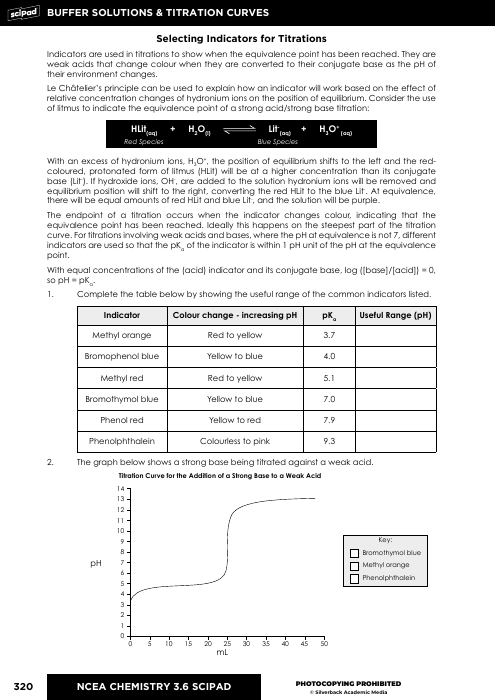 scipad
BUFFER SOLUTIONS & TITRATION CURVES
Selecting Indicators for Titrations
Indicators are used in titrations to show when the equivalence point has been reached. They are
weak acids that change colour when they are converted to their conjugate base as the pH of
their environment changes.
Le Châtelier's principle can be used to explain how an indicator will work based on the effect of
relative concentration changes of hydronium ions on the position of equilibrium. Consider the use
of litmus to indicate the equivalence point of a strong acid/strong base titration:
HLit(aq) + H₂O(l) ⇌ Lit⁻(aq) + H₃O⁺(aq)
Red Species Blue Species
With an excess of hydronium ions, H₃O⁺, the position of equilibrium shifts to the left and the red-
coloured, protonated form of litmus (HLit) will be at a higher concentration than its conjugate
base (Lit⁻). If hydroxide ions, OH⁻, are added to the solution hydronium ions will be removed and
equilibrium position will shift to the right, converting the red HLit to the blue Lit⁻. At equivalence,
there will be equal amounts of red HLit and blue Lit⁻, and the solution will be purple.
The endpoint of a titration occurs when the indicator changes colour, indicating that the
equivalence point has been reached. Ideally this happens on the steepest part of the titration
curve. For titrations involving weak acids and bases, where the pH at equivalence is not 7, different
indicators are used so that the pKₐ of the indicator is within 1 pH unit of the pH at the equivalence
point.
With equal concentrations of the (acid) indicator and its conjugate base, log ([base]/[acid]) = 0,
so pH = pKₐ.
1. Complete the table below by showing the useful range of the common indicators listed.
Indicator Colour change - increasing pH pKₐ Useful Range (pH)
Methyl orange Red to yellow 3.7
Bromophenol blue Yellow to blue 4.0
Methyl red Red to yellow 5.1
Bromothymol blue Yellow to blue 7.0
Phenol red Yellow to red 7.9
Phenolphthalein Colourless to pink 9.3
2. The graph below shows a strong base being titrated against a weak acid.
Titration Curve for the Addition of a Strong Base to a Weak Acid
14
13
12
11
10
9
8
7
6
5
4
3
2
1
0
pH
0 5 10 15 20 25 30 35 40 45 50
mL
Key:
Bromothymol blue
Methyl orange
Phenolphthalein
320
NCEA CHEMISTRY 3.6 SCIPAD
PHOTOCOPYING PROHIBITED
© Silverback Academic Media